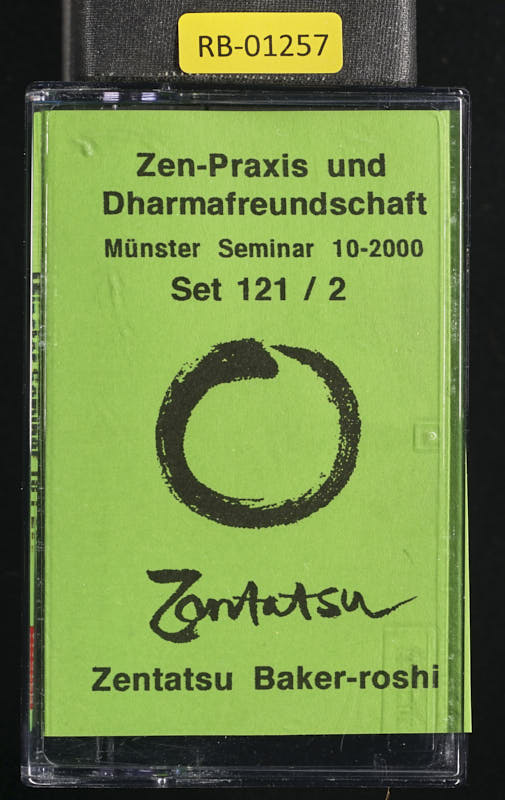 RB-01257
Zen-Praxis und
Dharmafreundschaft
Münster Seminar 10-2000
Set 121 / 2
Zentatsu
Zentatsu Baker-roshi